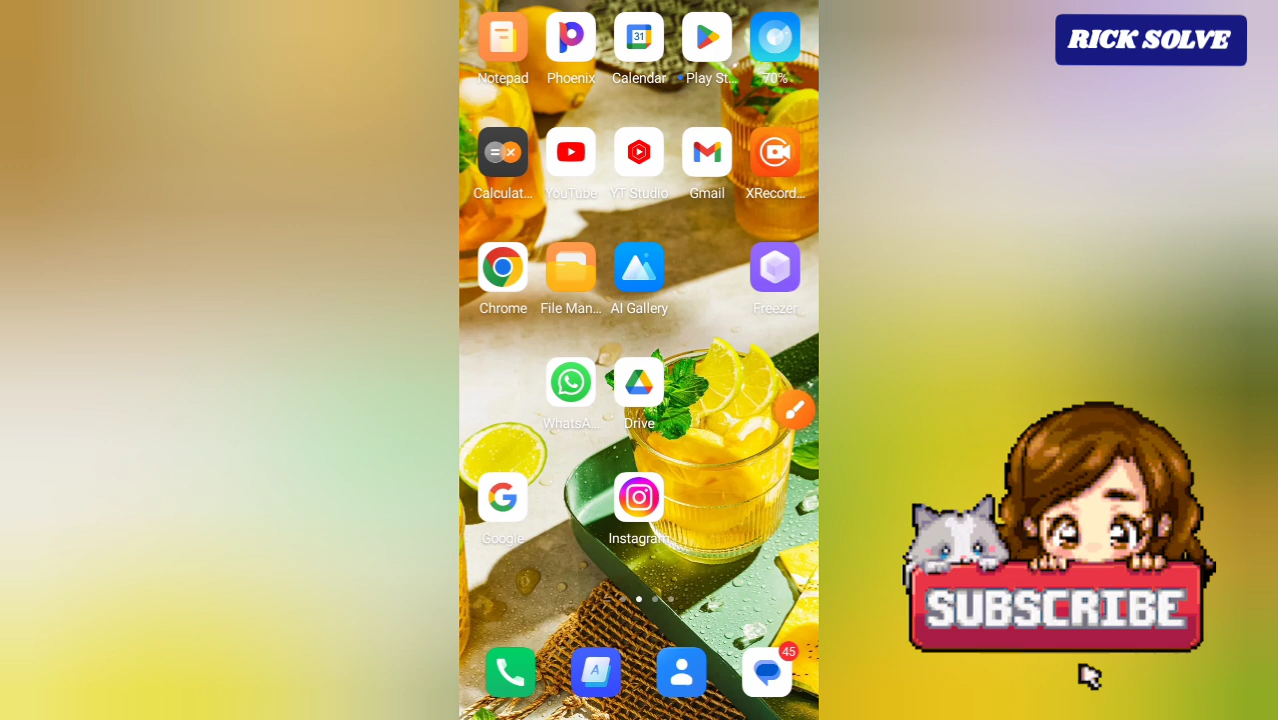 RICK SOLVE
31
Notepad Phoenix Calendar Play St... 70%
Calculat... YouTube YT Studio Gmail XRecord...
Chrome File Man... AI Gallery Freezer
WhatsA... Drive
G
Google Instagram
A 45
SUBSCRIBE